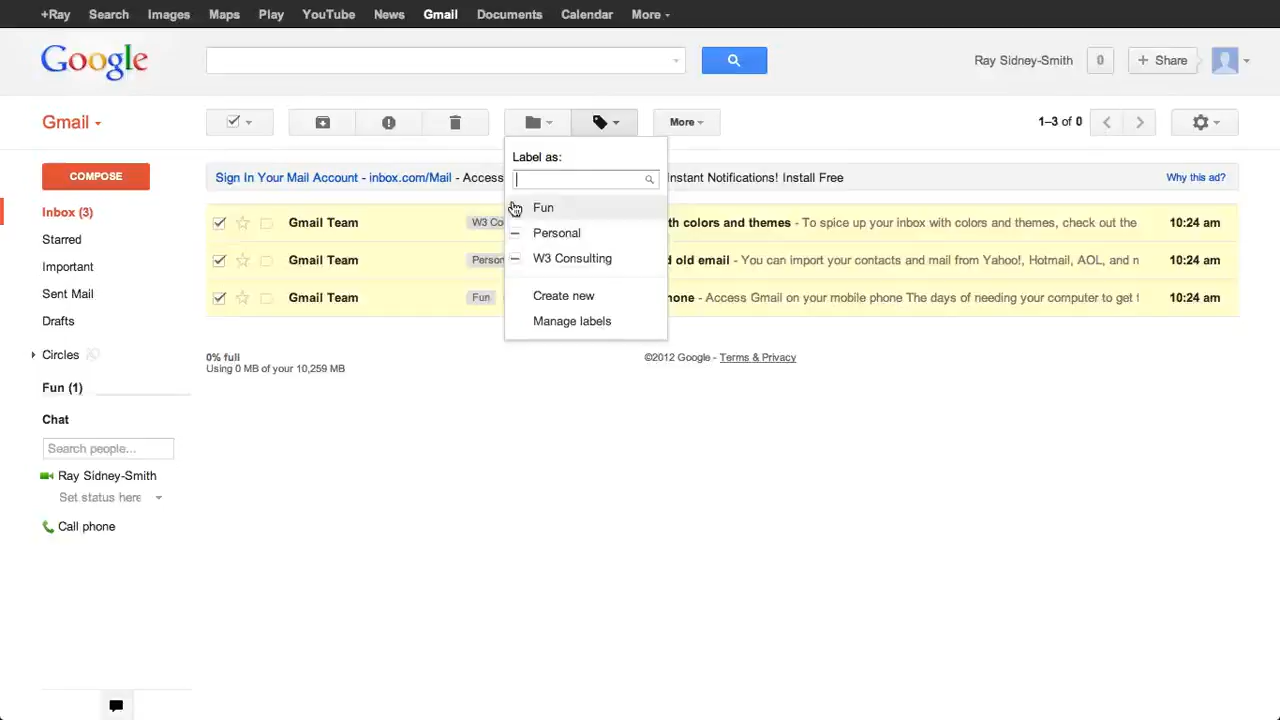 +Ray Search Images Maps Play YouTube News Gmail Documents Calendar More
Google
Ray Sidney-Smith 0 + Share
Gmail More 1–3 of 0
Label as:
COMPOSE
Sign In Your Mail Account - inbox.com/Mail - Access nstant Notifications! Install Free Why this ad?
Inbox (3)
Fun
Gmail Team W3 Co h colors and themes - To spice up your inbox with colors and themes, check out the 10:24 am
Starred
Personal
Gmail Team Person d old email - You can import your contacts and mail from Yahoo!, Hotmail, AOL, and m 10:24 am
W3 Consulting
Important
Sent Mail
Gmail Team Fun hone - Access Gmail on your mobile phone The days of needing your computer to get t 10:24 am
Create new
Drafts
Manage labels
Circles
0% full
Using 0 MB of your 10,259 MB
©2012 Google - Terms & Privacy
Fun (1)
Chat
Search people...
Ray Sidney-Smith
Set status here
Call phone